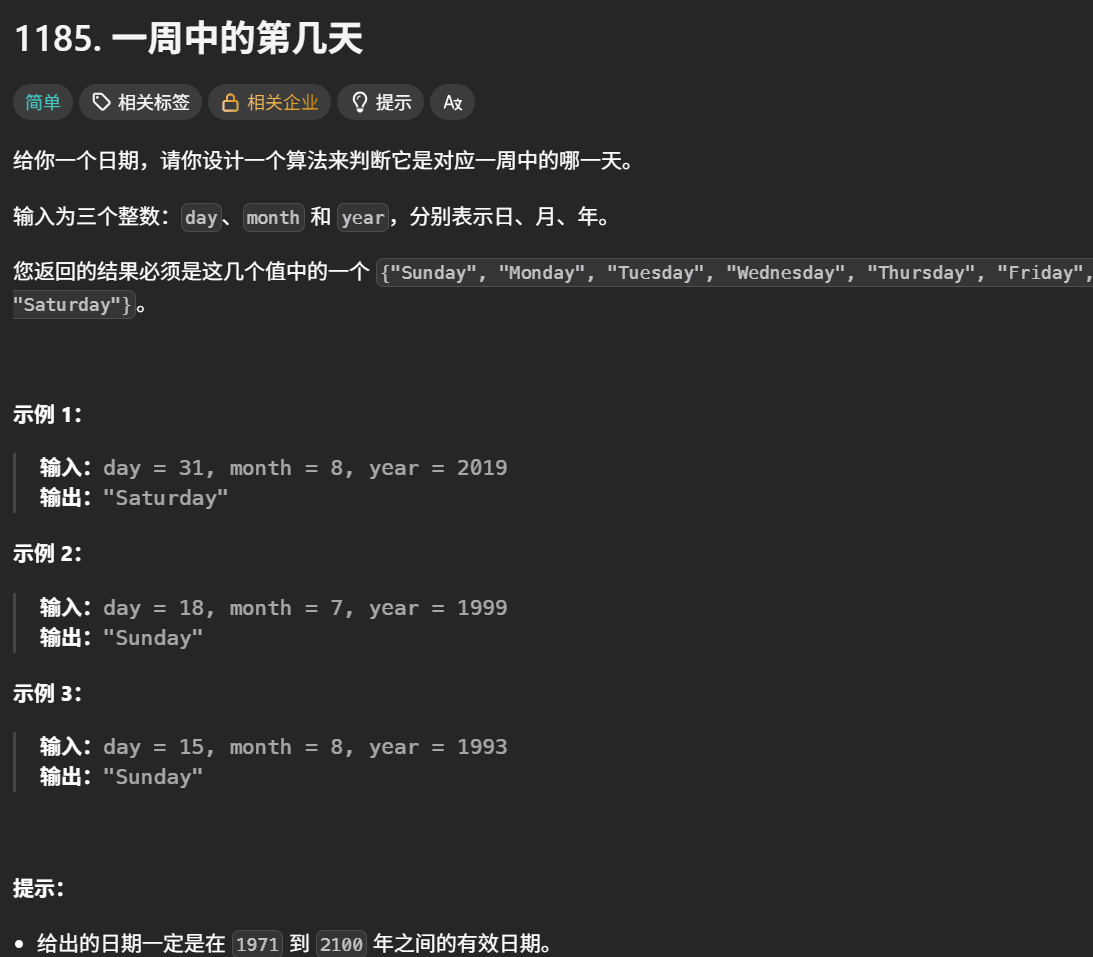 1185. 一周中的第几天
简单 相关标签 相关企业 提示 Aあ
给你一个日期，请你设计一个算法来判断它是对应一周中的哪一天。
输入为三个整数：day、month 和 year，分别表示日、月、年。
您返回的结果必须是这几个值中的一个 {"Sunday", "Monday", "Tuesday", "Wednesday", "Thursday", "Friday",
"Saturday"}。
示例 1：
输入：day = 31, month = 8, year = 2019
输出："Saturday"
示例 2：
输入：day = 18, month = 7, year = 1999
输出："Sunday"
示例 3：
输入：day = 15, month = 8, year = 1993
输出："Sunday"
提示：
• 给出的日期一定是在 1971 到 2100 年之间的有效日期。